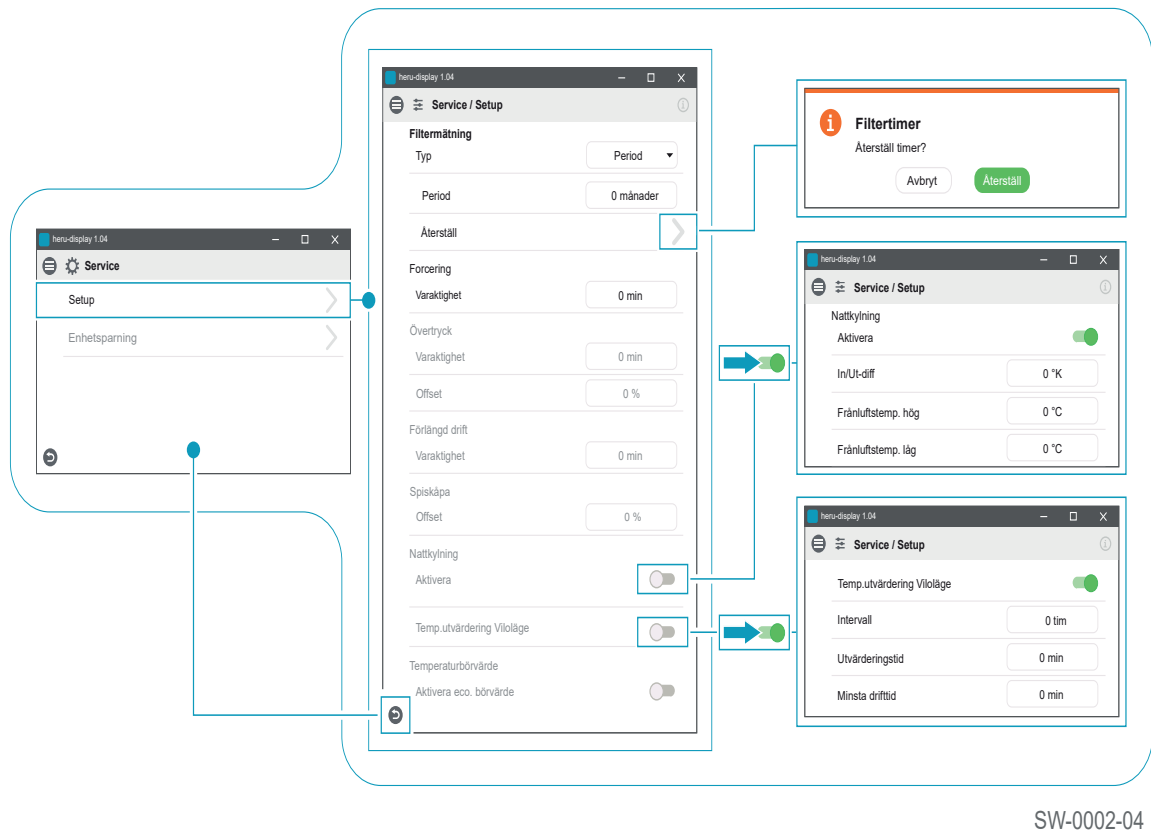 heru-display 1.04
Service
Setup
Enhetsparning
heru-display 1.04
Service / Setup
Filtermätning
Typ Period
Period 0 månader
Återställ
Forcering
Varaktighet 0 min
Övertryck
Varaktighet 0 min
Offset 0 %
Förlängd drift
Varaktighet 0 min
Spiskåpa
Offset 0 %
Nattkylning
Aktivera
Temp.utvärdering Viloläge
Temperaturbörvärde
Aktivera eco. börvärde
Filtertimer
Återställ timer?
Avbryt Återställ
heru-display 1.04
Service / Setup
Nattkylning
Aktivera
In/Ut-diff 0 °K
Frånluftstemp. hög 0 °C
Frånluftstemp. låg 0 °C
heru-display 1.04
Service / Setup
Temp.utvärdering Viloläge
Intervall 0 tim
Utvärderingstid 0 min
Minsta drifttid 0 min
SW-0002-04